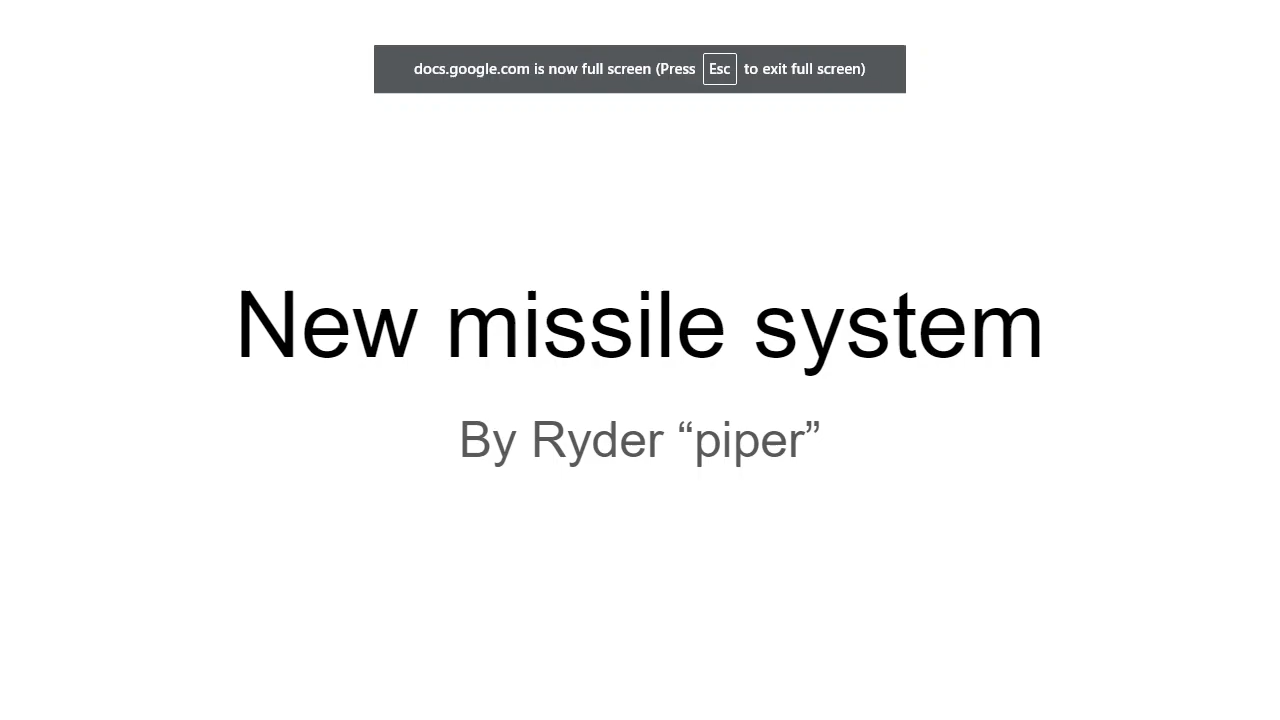 docs.google.com is now full screen (Press Esc to exit full screen)
New missile system
By Ryder “piper”